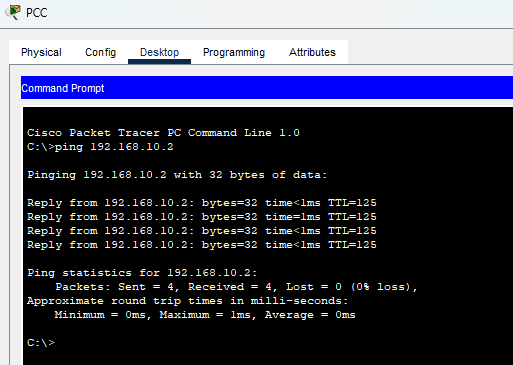 PCC
Physical Config Desktop Programming Attributes
Command Prompt
Cisco Packet Tracer PC Command Line 1.0
C:\>ping 192.168.10.2
Pinging 192.168.10.2 with 32 bytes of data:
Reply from 192.168.10.2: bytes=32 time<1ms TTL=125
Reply from 192.168.10.2: bytes=32 time=1ms TTL=125
Reply from 192.168.10.2: bytes=32 time<1ms TTL=125
Reply from 192.168.10.2: bytes=32 time<1ms TTL=125
Ping statistics for 192.168.10.2:
Packets: Sent = 4, Received = 4, Lost = 0 (0% loss),
Approximate round trip times in milli-seconds:
Minimum = 0ms, Maximum = 1ms, Average = 0ms
C:\>